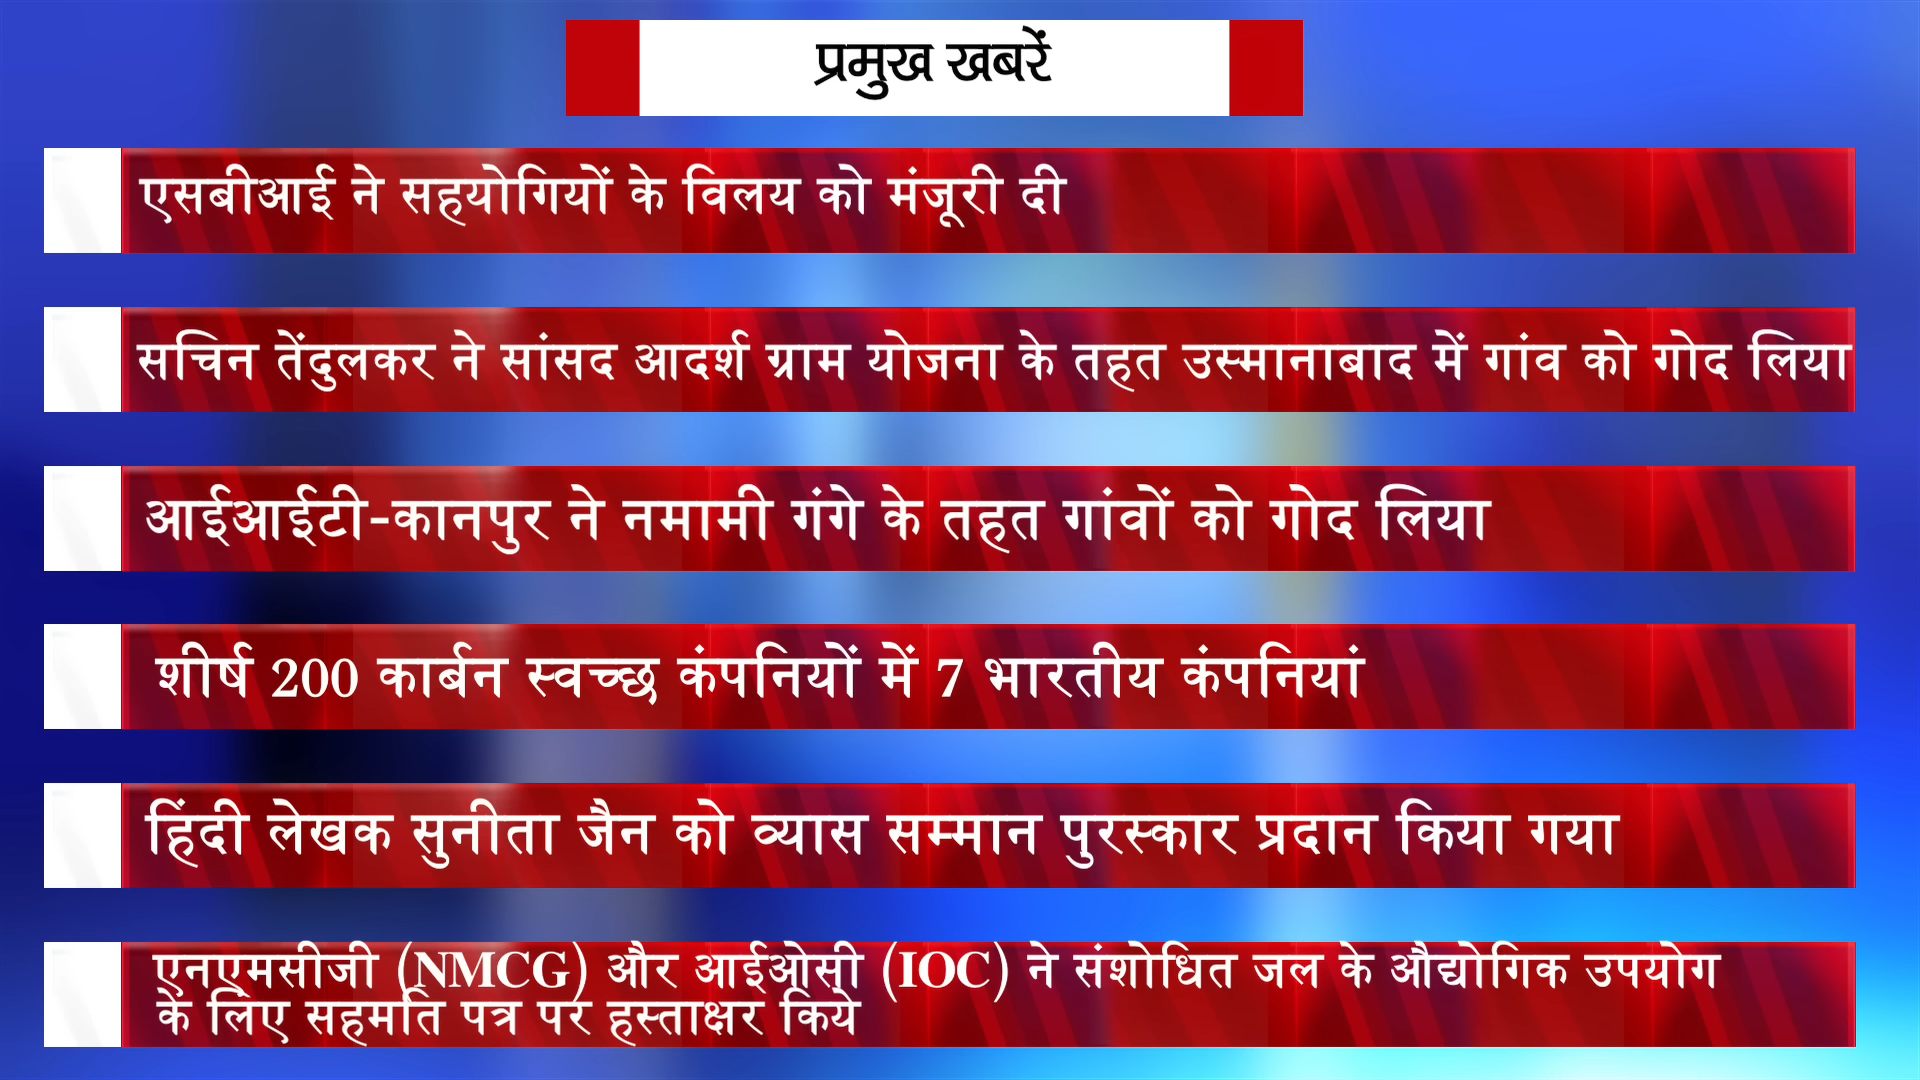 प्रमुख खबरें
एसबीआई ने सहयोगियों के विलय को मंजूरी दी
सचिन तेंदुलकर ने सांसद आदर्श ग्राम योजना के तहत उस्मानाबाद में गांव को गोद लिया
आईआईटी-कानपुर ने नमामी गंगे के तहत गांवों को गोद लिया
शीर्ष 200 कार्बन स्वच्छ कंपनियों में 7 भारतीय कंपनियां
हिंदी लेखक सुनीता जैन को व्यास सम्मान पुरस्कार प्रदान किया गया
एनएमसीजी (NMCG) और आईओसी (IOC) ने संशोधित जल के औद्योगिक उपयोग
के लिए सहमति पत्र पर हस्ताक्षर किये